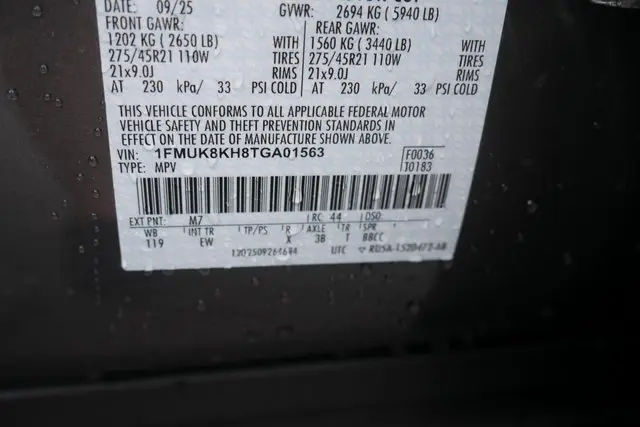 DATE: 09/25 GVWR: 2694 KG ( 5940 LB)
FRONT GAWR: REAR GAWR:
1202 KG ( 2650 LB) WITH 1560 KG ( 3440 LB) WITH
275/45R21 110W TIRES 275/45R21 110W TIRES
21x9.0J RIMS 21x9.0J RIMS
AT 230 kPa/ 33 PSI COLD AT 230 kPa/ 33 PSI COLD
THIS VEHICLE CONFORMS TO ALL APPLICABLE FEDERAL MOTOR
VEHICLE SAFETY AND THEFT PREVENTION STANDARDS IN
EFFECT ON THE DATE OF MANUFACTURE SHOWN ABOVE.
VIN: 1FMUK8KH8TGA01563 F0036
TYPE: MPV T0183
EXT PNT: M7 RC: 44 DSO:
WB INT TR TP/PS R AXLE TR SPR
119 EW X 3B T BBCC
UTC